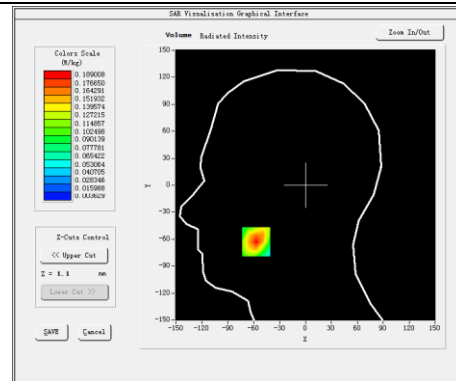 SAR Visualisation Graphical Interface
Volume Radiated Intensity
Zoom In/Out
Colors Scale
(W/kg)
0.189008
0.176650
0.164291
0.151932
0.139574
0.127215
0.114857
0.102498
0.090139
0.077781
0.065422
0.053064
0.040705
0.028346
0.015988
0.003629
Z-Cuts Control
<< Upper Cut
Z = 1.1 mm
Lower Cut >>
SAVE
Cancel
150
120
90
60
30
0
-30
-60
-90
-120
-150
Y
-150 -120 -90 -60 -30 0 30 60 90 120 150
X